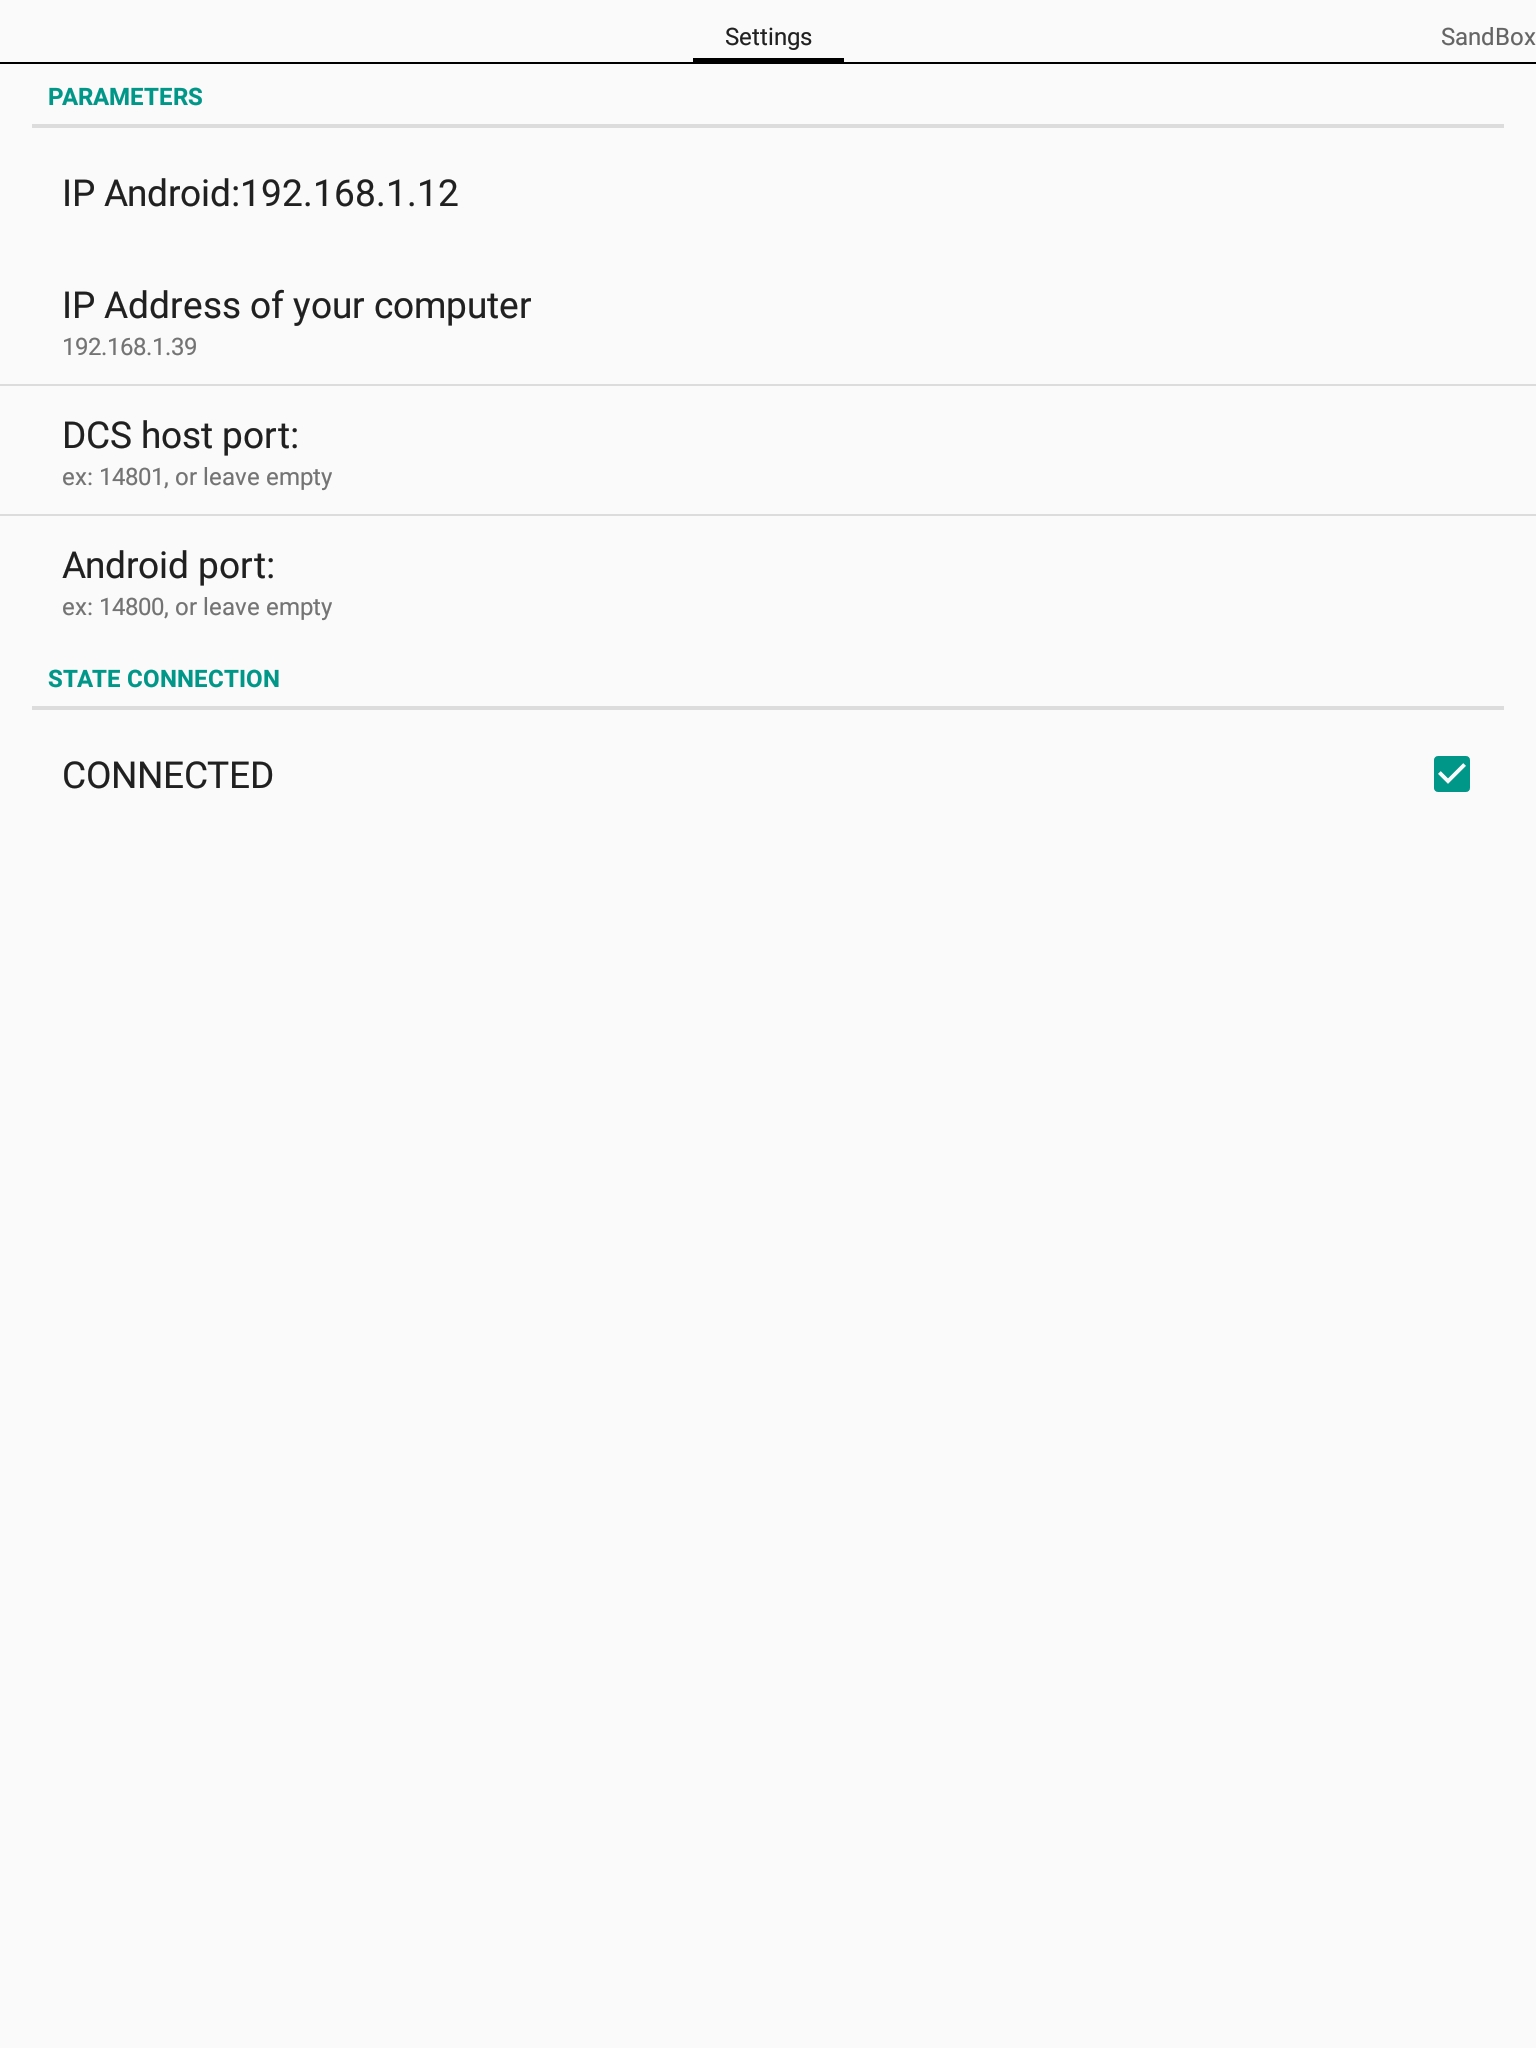 Settings
SandBox
PARAMETERS
IP Android:192.168.1.12
IP Address of your computer
192.168.1.39
DCS host port:
ex: 14801, or leave empty
Android port:
ex: 14800, or leave empty
STATE CONNECTION
CONNECTED